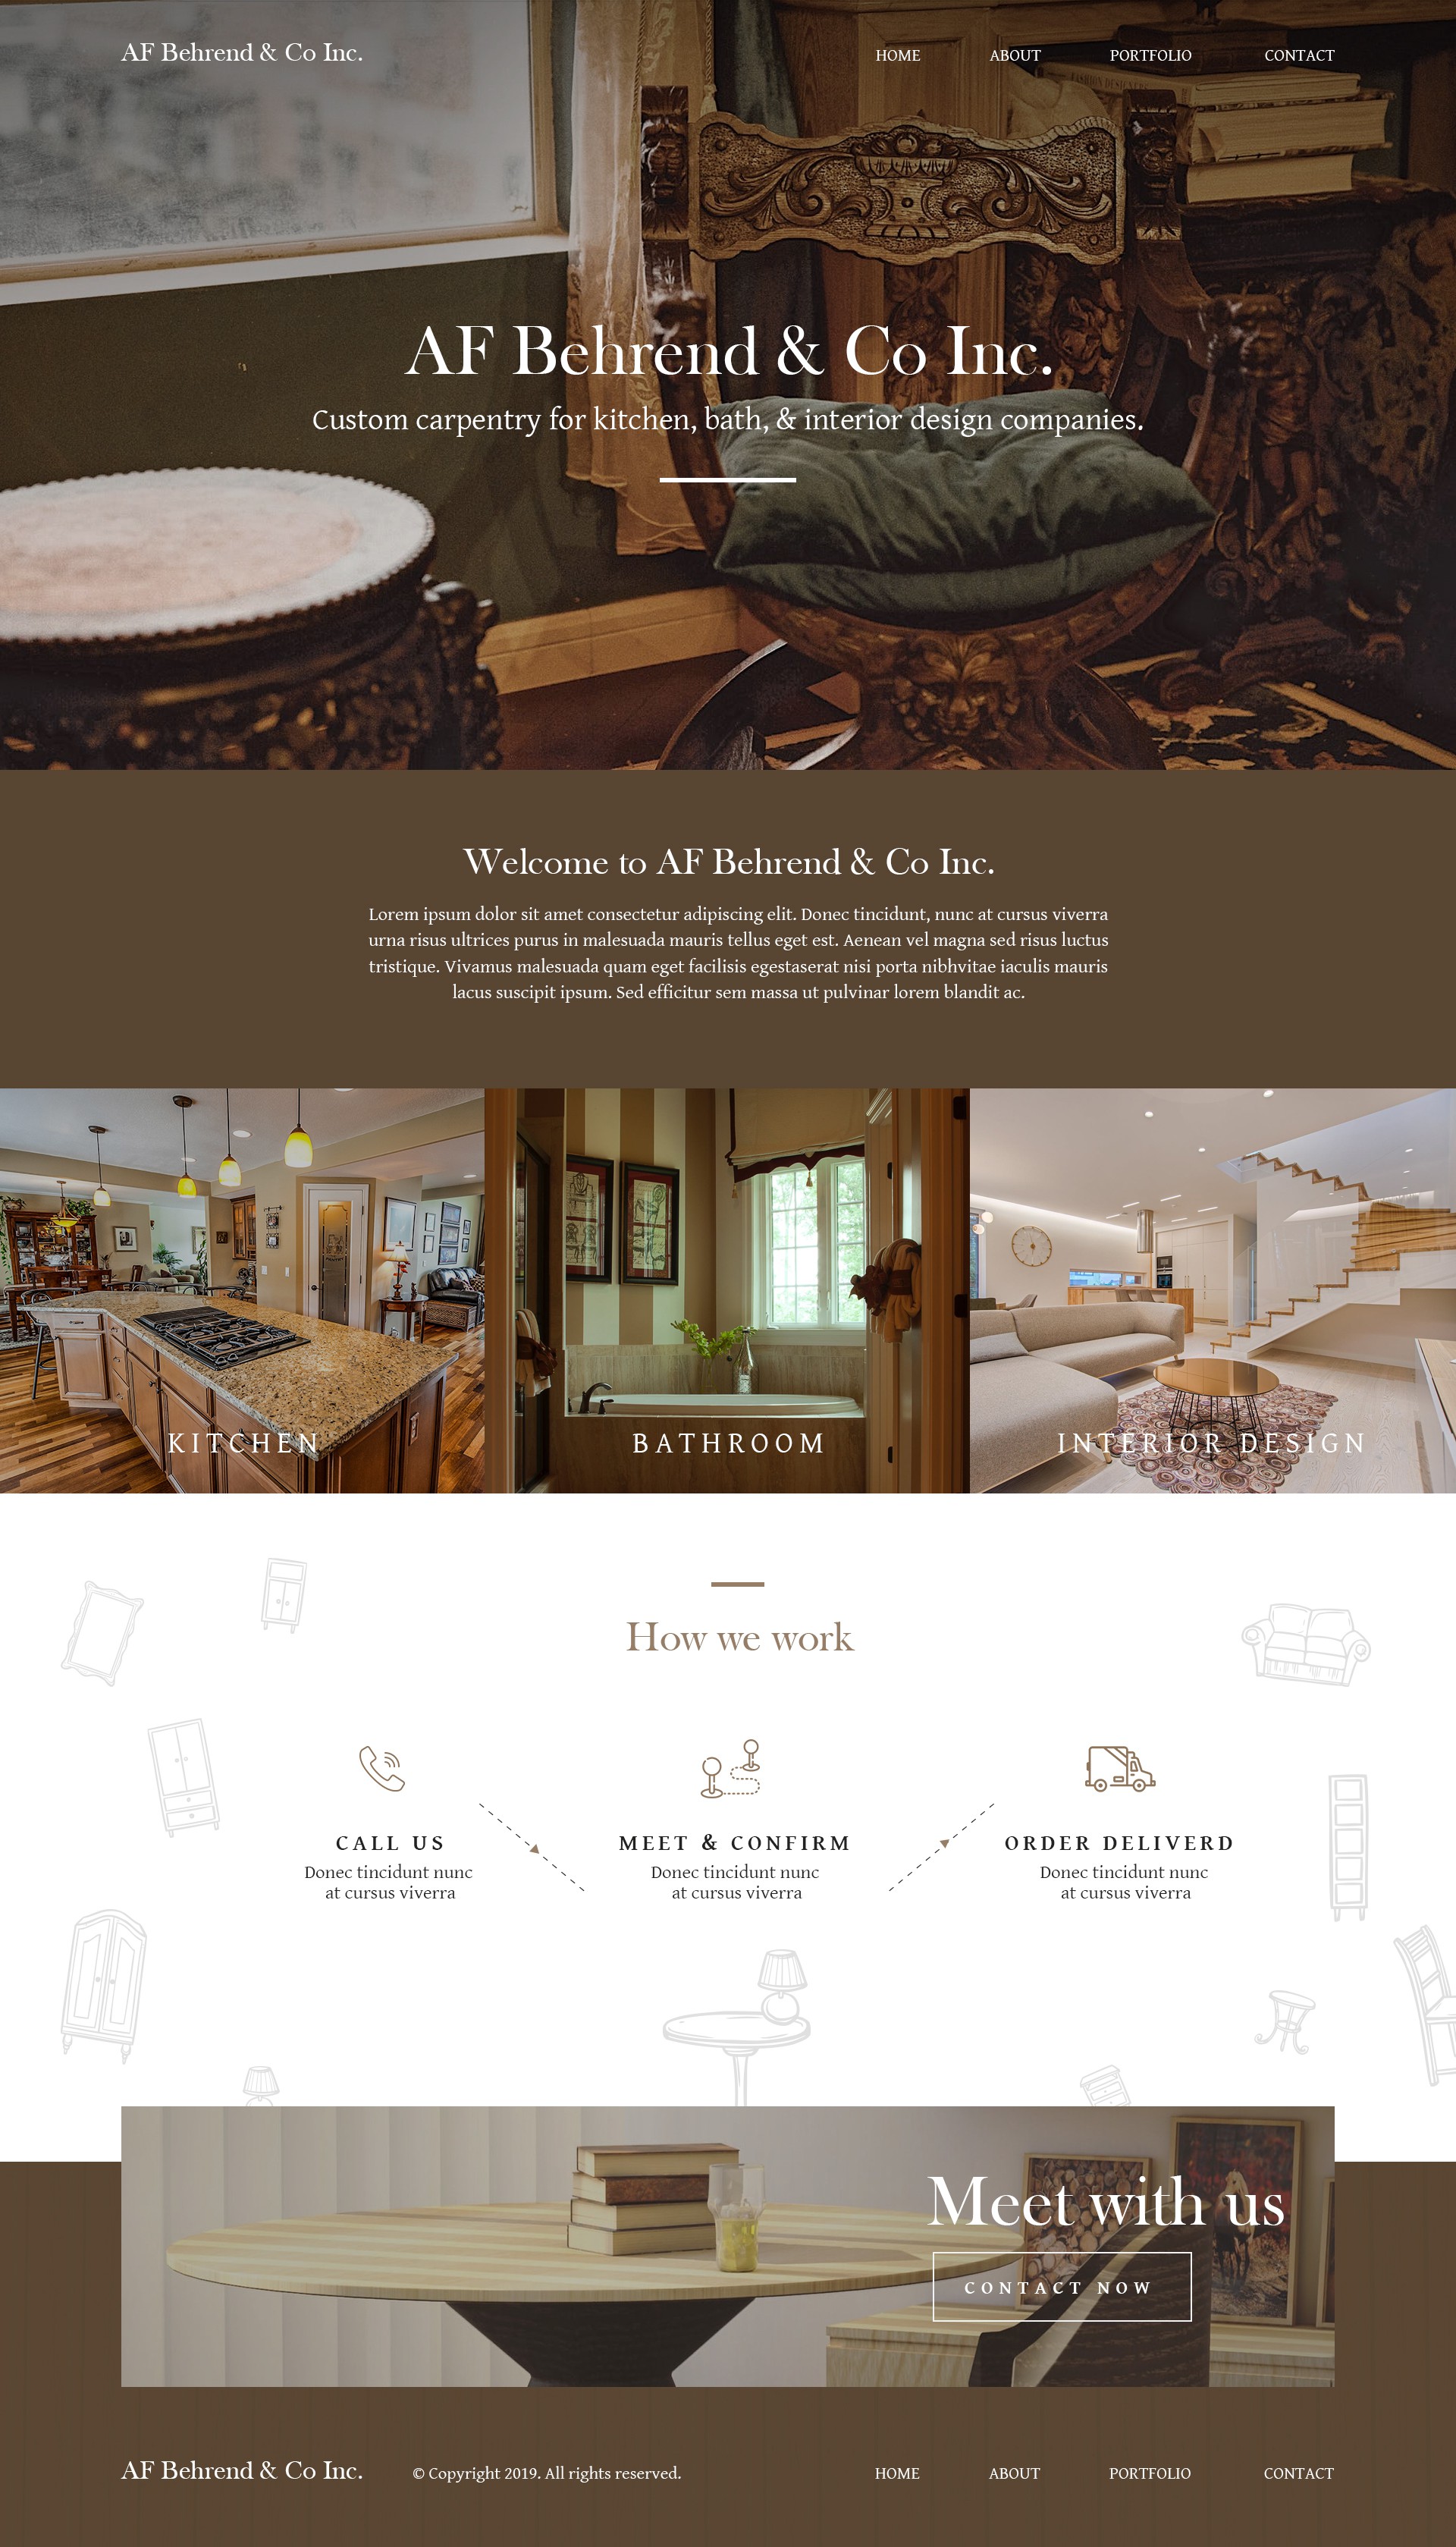 AF Behrend & Co Inc.
HOME ABOUT PORTFOLIO CONTACT
FASHION DESIGNER
AF Behrend & Co Inc.
Custom carpentry for kitchen, bath, & interior design companies.
Welcome to AF Behrend & Co Inc.
Lorem ipsum dolor sit amet consectetur adipiscing elit. Donec tincidunt, nunc at cursus viverra
urna risus ultrices purus in malesuada mauris tellus eget est. Aenean vel magna sed risus luctus
tristique. Vivamus malesuada quam eget facilisis egestaserat nisi porta nibhvitae iaculis mauris
lacus suscipit ipsum. Sed efficitur sem massa ut pulvinar lorem blandit ac.
KITCHEN
BATHROOM
INTERIOR DESIGN
How we work
CALL US
Donec tincidunt nunc
at cursus viverra
MEET & CONFIRM
Donec tincidunt nunc
at cursus viverra
ORDER DELIVERD
Donec tincidunt nunc
at cursus viverra
Meet with us
CONTACT NOW
AF Behrend & Co Inc.
© Copyright 2019. All rights reserved.
HOME ABOUT PORTFOLIO CONTACT